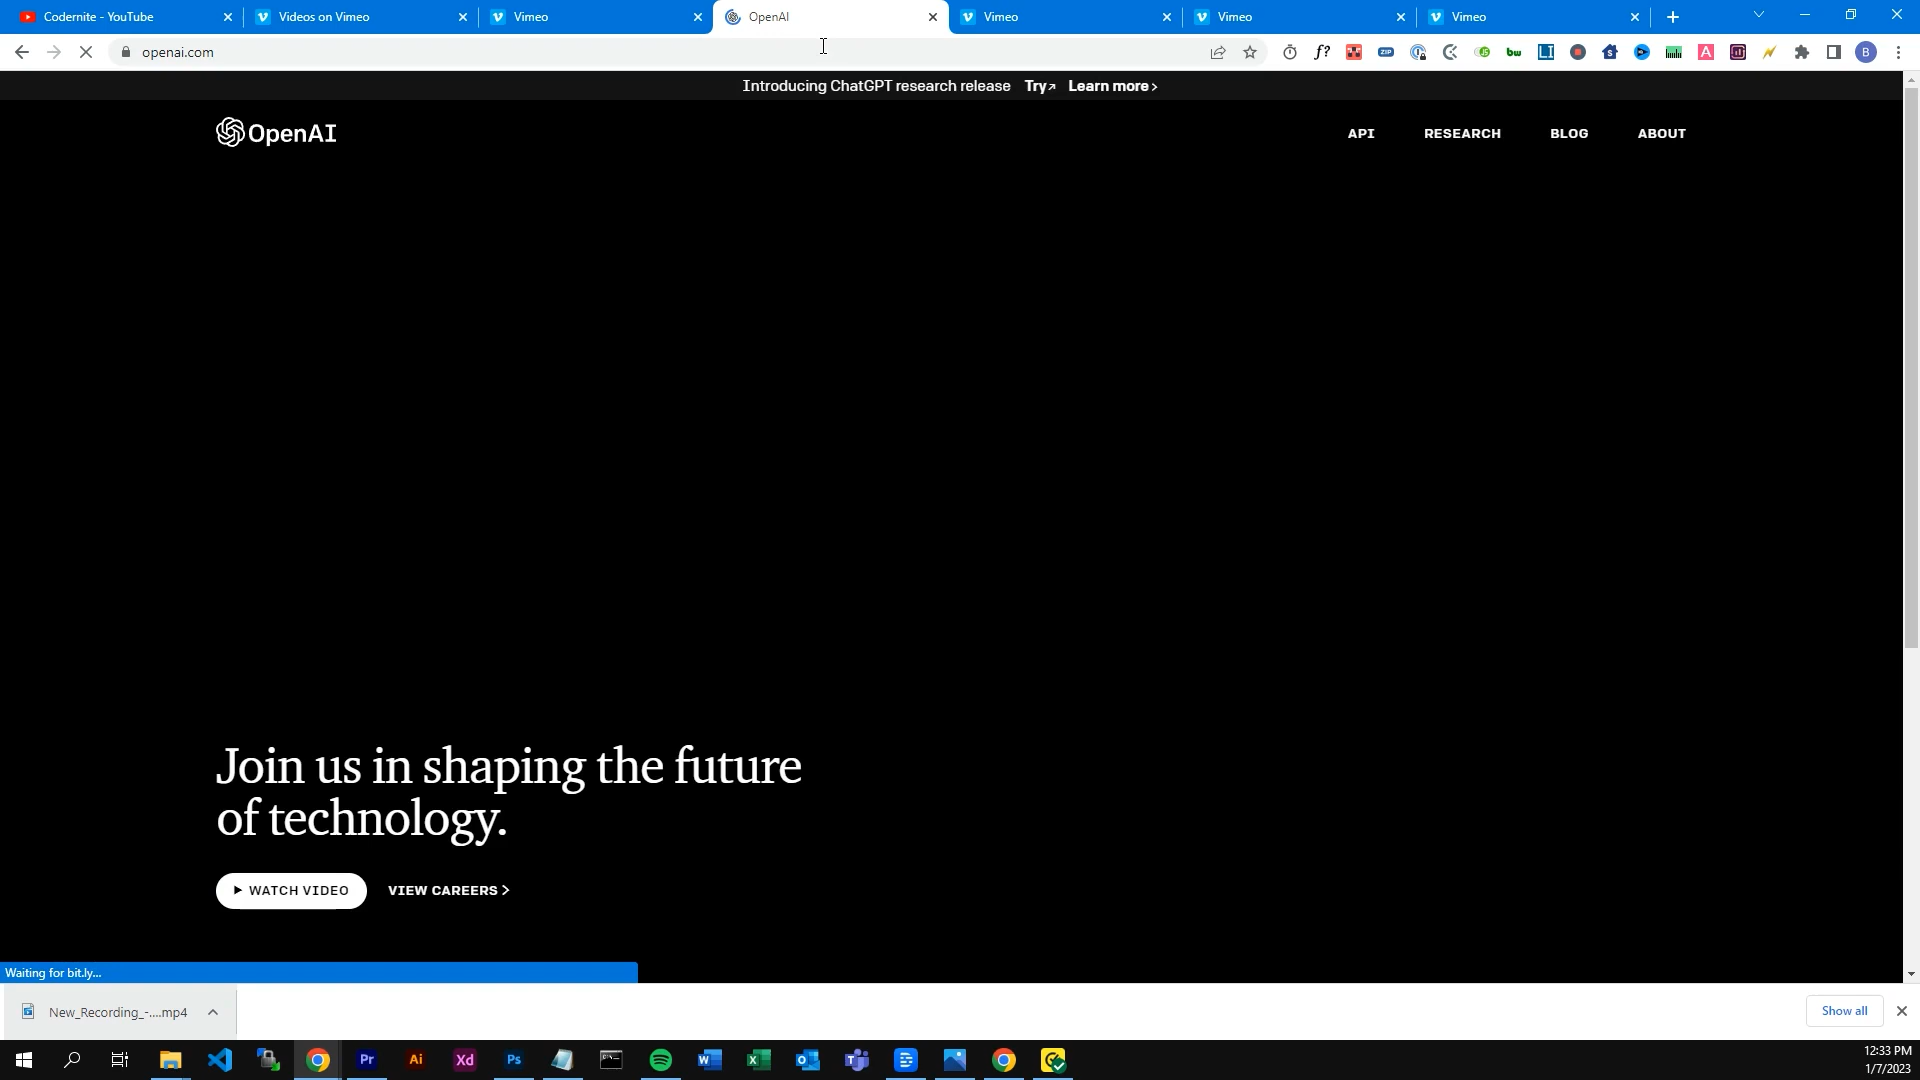 Codernite - YouTube
Videos on Vimeo
Vimeo
OpenAI
Vimeo
Vimeo
Vimeo
openai.com
Introducing ChatGPT research release Try↗ Learn more >
OpenAI
API
RESEARCH
BLOG
ABOUT
Join us in shaping the future
of technology.
WATCH VIDEO
VIEW CAREERS >
Waiting for bit.ly...
New_Recording_-....mp4
Show all
12:33 PM
1/7/2023